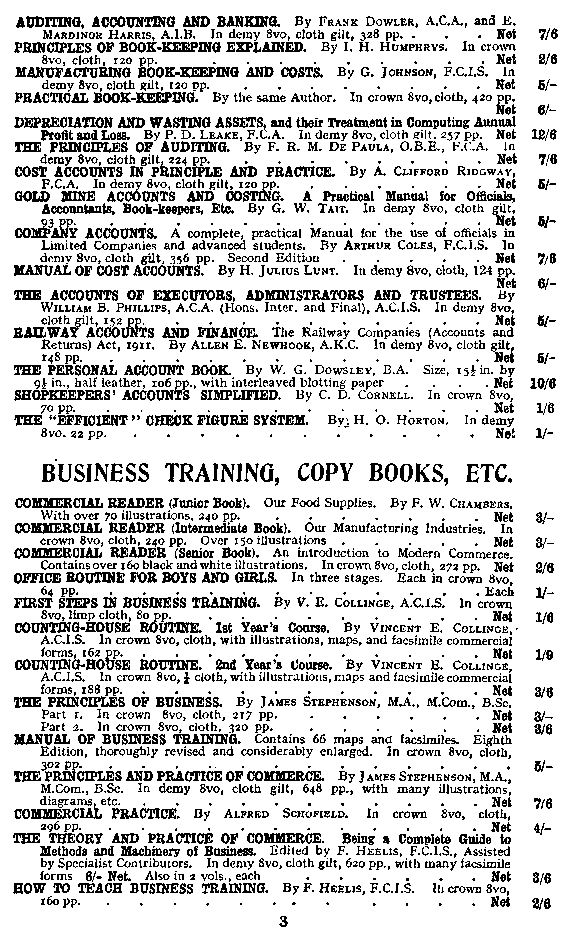 AUDITING, ACCOUNTING AND BANKING. By FRANK DOWLER, A.C.A., and E.
MARDINOR HARRIS, A.I.B. In demy 8vo, cloth gilt, 328 pp. . . . . Net 7/6
PRINCIPLES OF BOOK-KEEPING EXPLAINED. By I. H. HUMPHRYS. In crown
8vo, cloth, 120 pp. . . . . . . . . . . Net 2/6
MANUFACTURING BOOK-KEEPING AND COSTS. By G. JOHNSON, F.C.I.S. In
demy 8vo, cloth gilt, 120 pp. . . . . . . . . Net 5/–
PRACTICAL BOOK-KEEPING. By the same Author. In crown 8vo, cloth, 420 pp.
Net 6/–
DEPRECIATION AND WASTING ASSETS, and their Treatment in Computing Annual
Profit and Loss. By P. D. LEAKE, F.C.A. In demy 8vo, cloth gilt, 257 pp. Net 12/6
THE PRINCIPLES OF AUDITING. By F. R. M. DE PAULA, O.B.E., F.C.A. In
demy 8vo, cloth gilt, 224 pp. . . . . . . . . Net 7/6
COST ACCOUNTS IN PRINCIPLE AND PRACTICE. By A. CLIFFORD RIDGWAY,
F.C.A. In demy 8vo, cloth gilt, 120 pp. . . . . . . Net 5/–
GOLD MINE ACCOUNTS AND COSTING. A Practical Manual for Officials,
Accountants, Book-keepers, Etc. By G. W. TAIT. In demy 8vo, cloth gilt,
93 pp. . . . . . . . . . . . . Net 5/–
COMPANY ACCOUNTS. A complete, practical Manual for the use of officials in
Limited Companies and advanced students. By ARTHUR COLES, F.C.I.S. In
demy 8vo, cloth gilt, 356 pp. Second Edition . . . . . Net 7/6
MANUAL OF COST ACCOUNTS. By H. JULIUS LUNT. In demy 8vo, cloth, 124 pp.
Net 6/–
THE ACCOUNTS OF EXECUTORS, ADMINISTRATORS AND TRUSTEES. By
WILLIAM B. PHILLIPS, A.C.A. (Hons. Inter. and Final), A.C.I.S. In demy 8vo,
cloth gilt, 152 pp. . . . . . . . . . . Net 5/–
RAILWAY ACCOUNTS AND FINANCE. The Railway Companies (Accounts and
Returns) Act, 1911. By ALLEN E. NEWHOOK, A.K.C. In demy 8vo, cloth gilt,
148 pp. . . . . . . . . . . . . Net 5/–
THE PERSONAL ACCOUNT BOOK. By W. G. DOWSLEY, B.A. Size, 15½ in. by
9½ in., half leather, 106 pp., with interleaved blotting paper . . . . Net 10/6
SHOPKEEPERS' ACCOUNTS SIMPLIFIED. By C. D. CORNELL. In crown 8vo,
70 pp. . . . . . . . . . . . . Net 1/6
THE "EFFICIENT" CHECK FIGURE SYSTEM. By H. O. HORTON. In demy
8vo. 22 pp. . . . . . . . . . . . Net 1/–
BUSINESS TRAINING, COPY BOOKS, ETC.
COMMERCIAL READER (Junior Book). Our Food Supplies. By F. W. CHAMBERS.
With over 70 illustrations, 240 pp. . . . . . . . Net 3/–
COMMERCIAL READER (Intermediate Book). Our Manufacturing Industries. In
crown 8vo, cloth, 240 pp. Over 150 illustrations . . . . . Net 3/–
COMMERCIAL READER (Senior Book). An introduction to Modern Commerce.
Contains over 160 black and white illustrations. In crown 8vo, cloth, 272 pp. Net 2/6
OFFICE ROUTINE FOR BOYS AND GIRLS. In three stages. Each in crown 8vo,
64 pp. . . . . . . . . . . . . Each 1/–
FIRST STEPS IN BUSINESS TRAINING. By V. E. COLLINGE, A.C.I.S. In crown
8vo, limp cloth, 80 pp. . . . . . . . . . Net 1/6
COUNTING-HOUSE ROUTINE. 1st Year's Course. By VINCENT E. COLLINGE,
A.C.I.S. In crown 8vo, cloth, with illustrations, maps, and facsimile commercial
forms, 162 pp. . . . . . . . . . . Net 1/9
COUNTING-HOUSE ROUTINE. 2nd Year's Course. By VINCENT E. COLLINGE,
A.C.I.S. In crown 8vo, ¼ cloth, with illustrations, maps and facsimile commercial
forms, 188 pp. . . . . . . . . . . Net 3/6
THE PRINCIPLES OF BUSINESS. By JAMES STEPHENSON, M.A., M.Com., B.Sc.
Part 1. In crown 8vo, cloth, 217 pp. . . . . . . . Net 3/–
Part 2. In crown 8vo, cloth, 320 pp. . . . . . . . Net 3/6
MANUAL OF BUSINESS TRAINING. Contains 66 maps and facsimiles. Eighth
Edition, thoroughly revised and considerably enlarged. In crown 8vo, cloth,
302 pp. . . . . . . . . . . . . 5/–
THE PRINCIPLES AND PRACTICE OF COMMERCE. By JAMES STEPHENSON, M.A.,
M.Com., B.Sc. In demy 8vo, cloth gilt, 648 pp., with many illustrations,
diagrams, etc. . . . . . . . . . . Net 7/6
COMMERCIAL PRACTICE. By ALFRED SCHOFIELD. In crown 8vo, cloth,
296 pp. . . . . . . . . . . . . Net 4/–
THE THEORY AND PRACTICE OF COMMERCE. Being a Complete Guide to
Methods and Machinery of Business. Edited by F. HEELIS, F.C.I.S., Assisted
by Specialist Contributors. In demy 8vo, cloth gilt, 620 pp., with many facsimile
forms 6/– Net. Also in 2 vols., each . . . . . . Net 3/6
HOW TO TEACH BUSINESS TRAINING. By F. HEELIS, F.C.I.S. In crown 8vo,
160 pp. . . . . . . . . . . . . Net 2/6
3